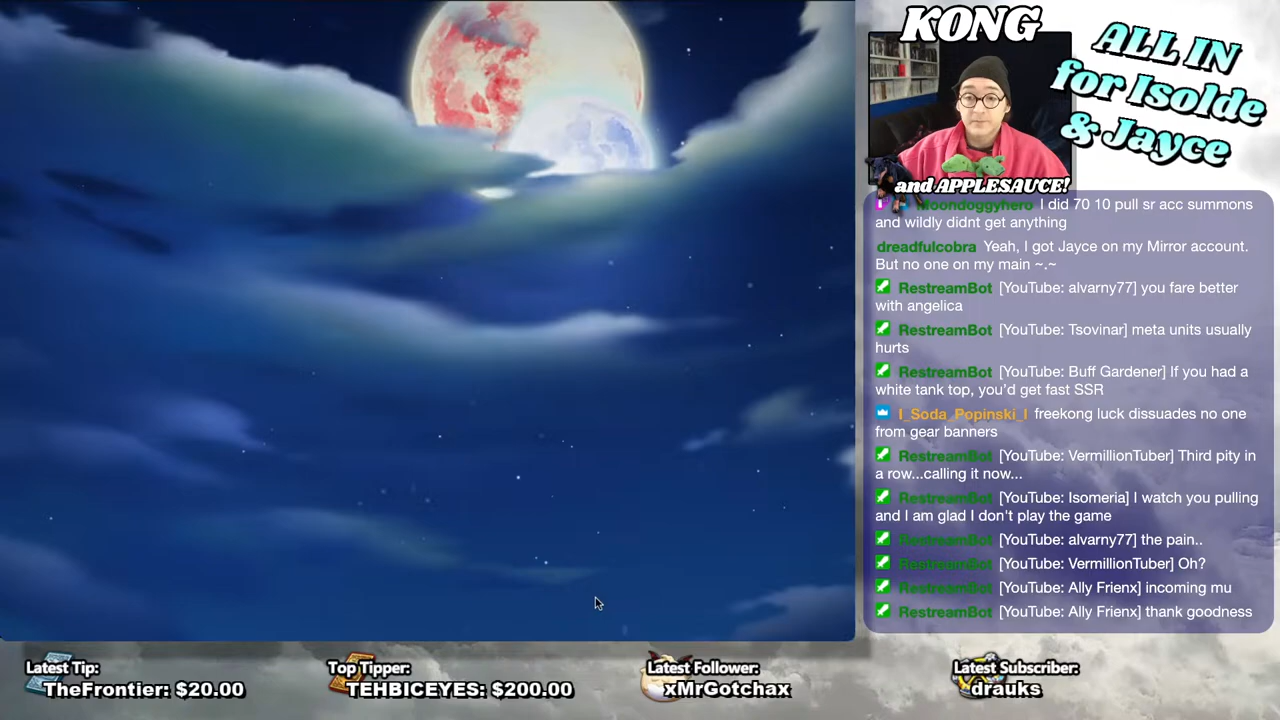 KONG
ALL IN
for Isolde
& Jayce
and APPLESAUCE!
Moondoggyhero I did 70 10 pull sr acc summons
and wildly didnt get anything
dreadfulcobra Yeah, I got Jayce on my Mirror account.
But no one on my main ~.~
RestreamBot [YouTube: alvarny77] you fare better
with angelica
RestreamBot [YouTube: Tsovinar] meta units usually
hurts
RestreamBot [YouTube: Buff Gardener] If you had a
white tank top, you'd get fast SSR
I_Soda_Popinski_I freekong luck dissuades no one
from gear banners
RestreamBot [YouTube: VermillionTuber] Third pity in
a row...calling it now...
RestreamBot [YouTube: Isomeria] I watch you pulling
and I am glad I don't play the game
RestreamBot [YouTube: alvarny77] the pain..
RestreamBot [YouTube: VermillionTuber] Oh?
RestreamBot [YouTube: Ally Frienx] incoming mu
RestreamBot [YouTube: Ally Frienx] thank goodness
Latest Tip:
TheFrontier: $20.00
Top Tipper:
TEHBICEYES: $200.00
Latest Follower:
xMrGotchax
Latest Subscriber:
drauks